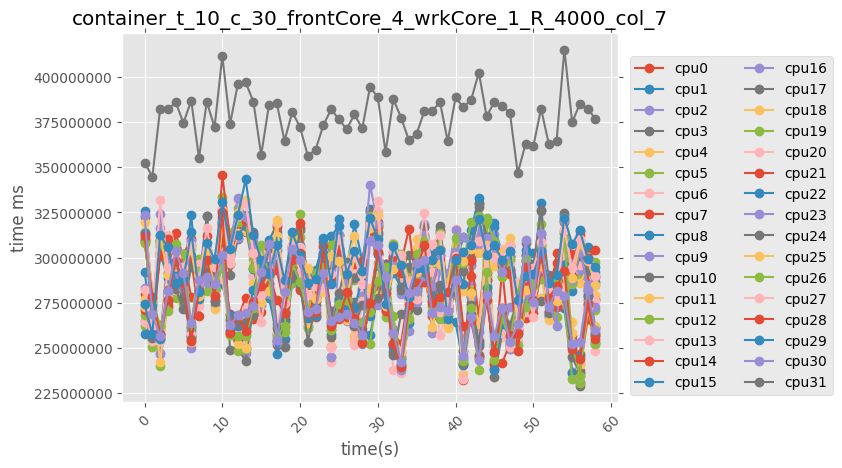 container_t_10_c_30_frontCore_4_wrkCore_1_R_4000_col_7
time ms
400000000
375000000
350000000
325000000
300000000
275000000
250000000
225000000
0
10
20
30
40
50
60
time(s)
cpu0
cpu1
cpu2
cpu3
cpu4
cpu5
cpu6
cpu7
cpu8
cpu9
cpu10
cpu11
cpu12
cpu13
cpu14
cpu15
cpu16
cpu17
cpu18
cpu19
cpu20
cpu21
cpu22
cpu23
cpu24
cpu25
cpu26
cpu27
cpu28
cpu29
cpu30
cpu31